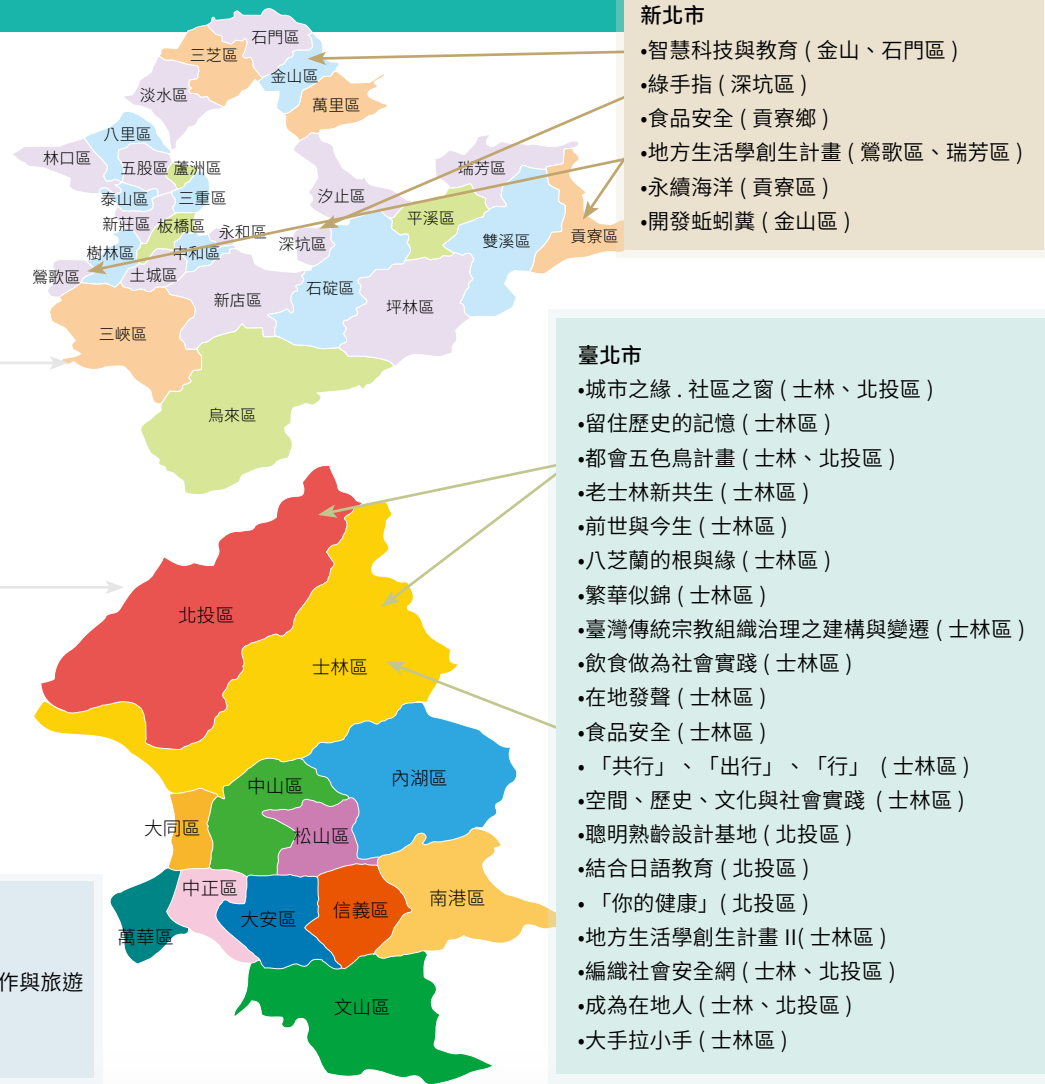 新北市
•智慧科技與教育 ( 金山、石門區 )
•綠手指 ( 深坑區 )
•食品安全 ( 貢寮鄉 )
•地方生活學創生計畫 ( 鶯歌區、瑞芳區 )
•永續海洋 ( 貢寮區 )
•開發蚯蚓糞 ( 金山區 )
石門區
三芝區
金山區
淡水區
萬里區
八里區
林口區
五股區
蘆洲區
瑞芳區
泰山區
三重區
汐止區
平溪區
新莊區
板橋區
永和區
深坑區
雙溪區
貢寮區
樹林區
中和區
鶯歌區
土城區
新店區
石碇區
坪林區
三峽區
烏來區
臺北市
•城市之緣 . 社區之窗 ( 士林、北投區 )
•留住歷史的記憶 ( 士林區 )
•都會五色鳥計畫 ( 士林、北投區 )
•老士林新共生 ( 士林區 )
•前世與今生 ( 士林區 )
•八芝蘭的根與緣 ( 士林區 )
•繁華似錦 ( 士林區 )
•臺灣傳統宗教組織治理之建構與變遷 ( 士林區 )
•飲食做為社會實踐 ( 士林區 )
•在地發聲 ( 士林區 )
•食品安全 ( 士林區 )
• 「共行」、「出行」、「行」 ( 士林區 )
•空間、歷史、文化與社會實踐 ( 士林區 )
•聰明熟齡設計基地 ( 北投區 )
•結合日語教育 ( 北投區 )
• 「你的健康」( 北投區 )
•地方生活學創生計畫 II( 士林區 )
•編織社會安全網 ( 士林、北投區 )
•成為在地人 ( 士林、北投區 )
•大手拉小手 ( 士林區 )
北投區
士林區
中山區
內湖區
大同區
松山區
中正區
大安區
信義區
南港區
萬華區
文山區
作與旅遊